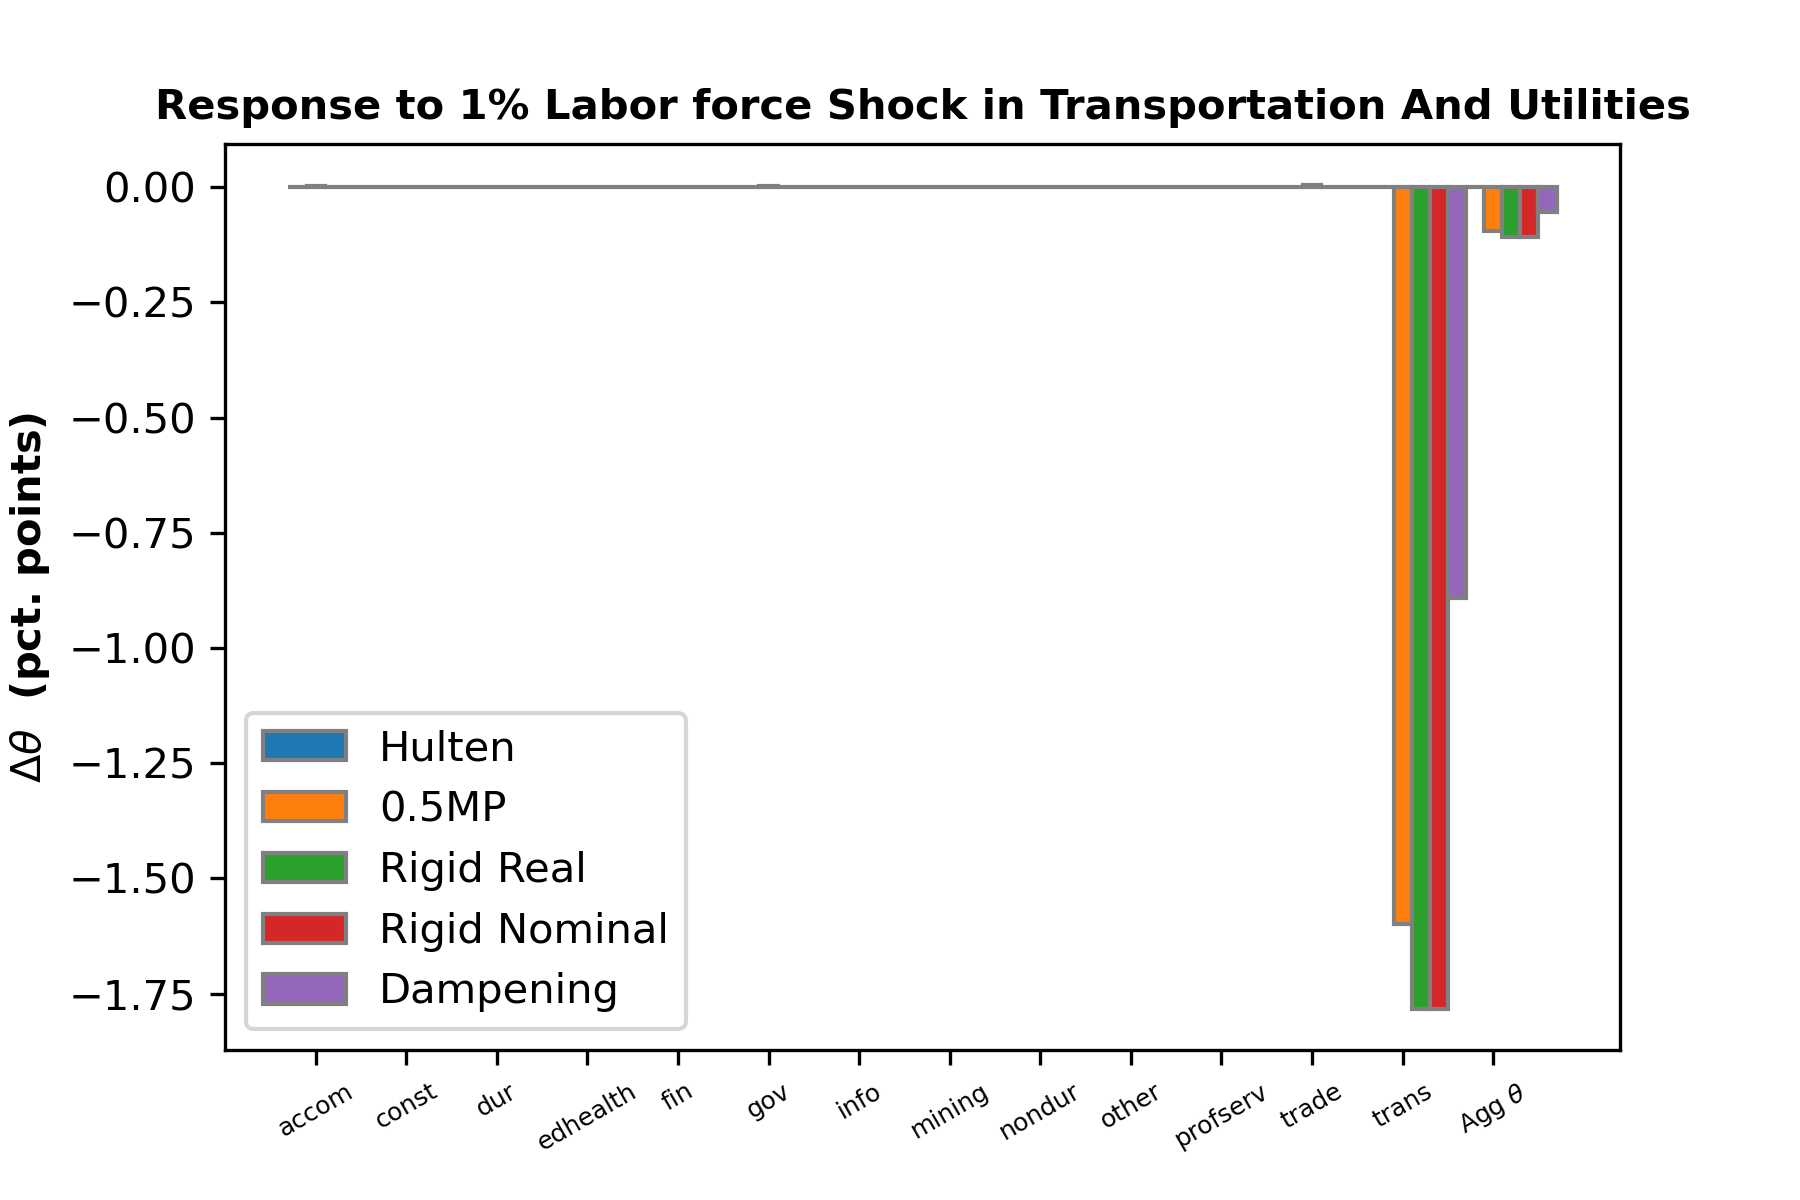 Response to 1% Labor force Shock in Transportation And Utilities
Δθ (pct. points)
0.00
−0.25
−0.50
−0.75
−1.00
−1.25
−1.50
−1.75
Hulten
0.5MP
Rigid Real
Rigid Nominal
Dampening
accom
const
dur
edhealth
fin
gov
info
mining
nondur
other
profserv
trade
trans
Agg θ